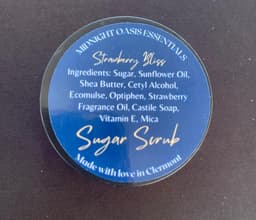 MIDNIGHT OASIS ESSENTIALS
Strawberry Bliss
Ingredients: Sugar, Sunflower Oil,
Shea Butter, Cetyl Alcohol,
Ecomulse, Optiphen, Strawberry
Fragrance Oil, Castile Soap,
Vitamin E, Mica
Sugar Scrub
Made with love in Clermont